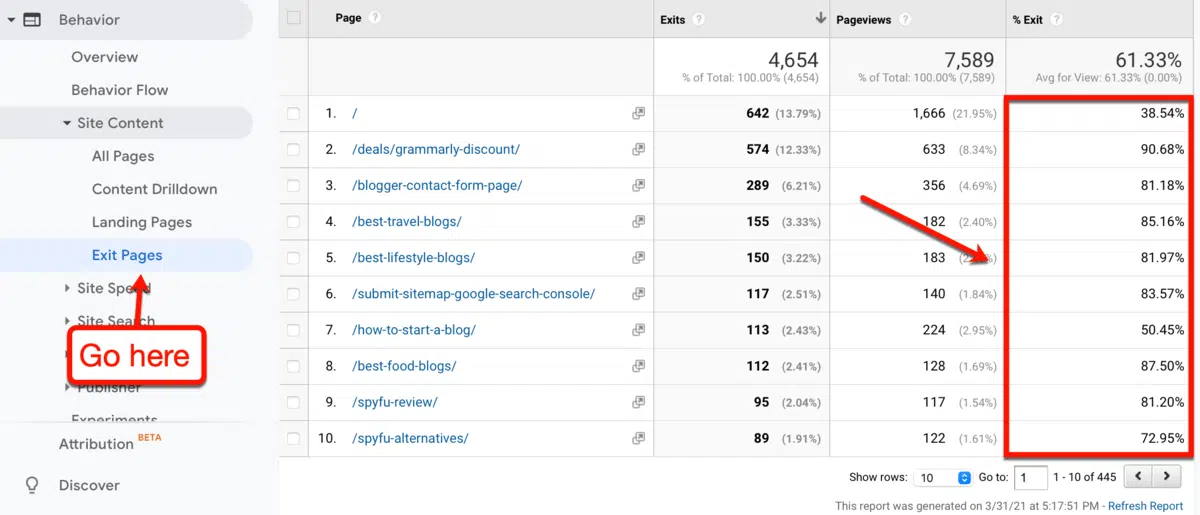 Behavior
Overview
Behavior Flow
Site Content
All Pages
Content Drilldown
Landing Pages
Exit Pages
Site Speed
Site Search
Go here
Publisher
Experiments
Attribution BETA
Discover
Page ? Exits ? Pageviews ? % Exit ?
4,654 7,589 61.33%
% of Total: 100.00% (4,654) % of Total: 100.00% (7,589) Avg for View: 61.33% (0.00%)
1. / 642 (13.79%) 1,666 (21.95%) 38.54%
2. /deals/grammarly-discount/ 574 (12.33%) 633 (8.34%) 90.68%
3. /blogger-contact-form-page/ 289 (6.21%) 356 (4.69%) 81.18%
4. /best-travel-blogs/ 155 (3.33%) 182 (2.40%) 85.16%
5. /best-lifestyle-blogs/ 150 (3.22%) 183 81.97%
6. /submit-sitemap-google-search-console/ 117 (2.51%) 140 (1.84%) 83.57%
7. /how-to-start-a-blog/ 113 (2.43%) 224 (2.95%) 50.45%
8. /best-food-blogs/ 112 (2.41%) 128 (1.69%) 87.50%
9. /spyfu-review/ 95 (2.04%) 117 (1.54%) 81.20%
10. /spyfu-alternatives/ 89 (1.91%) 122 (1.61%) 72.95%
Show rows: 10 Go to: 1 1 - 10 of 445
This report was generated on 3/31/21 at 5:17:51 PM - Refresh Report